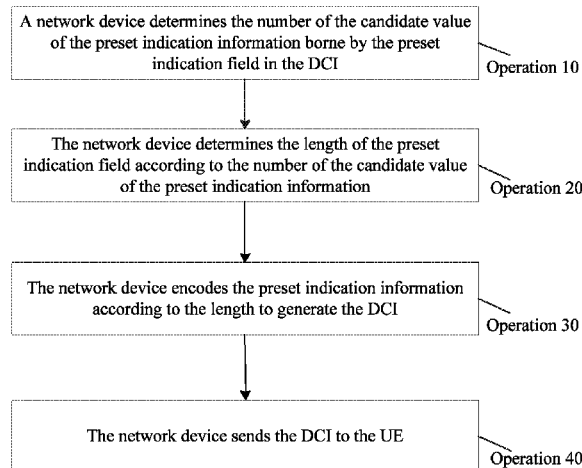 A network device determines the number of the candidate value
of the preset indication information borne by the preset
indication field in the DCI
Operation 10
The network device determines the length of the preset
indication field according to the number of the candidate value
of the preset indication information
Operation 20
The network device encodes the preset indication information
according to the length to generate the DCI
Operation 30
The network device sends the DCI to the UE
Operation 40